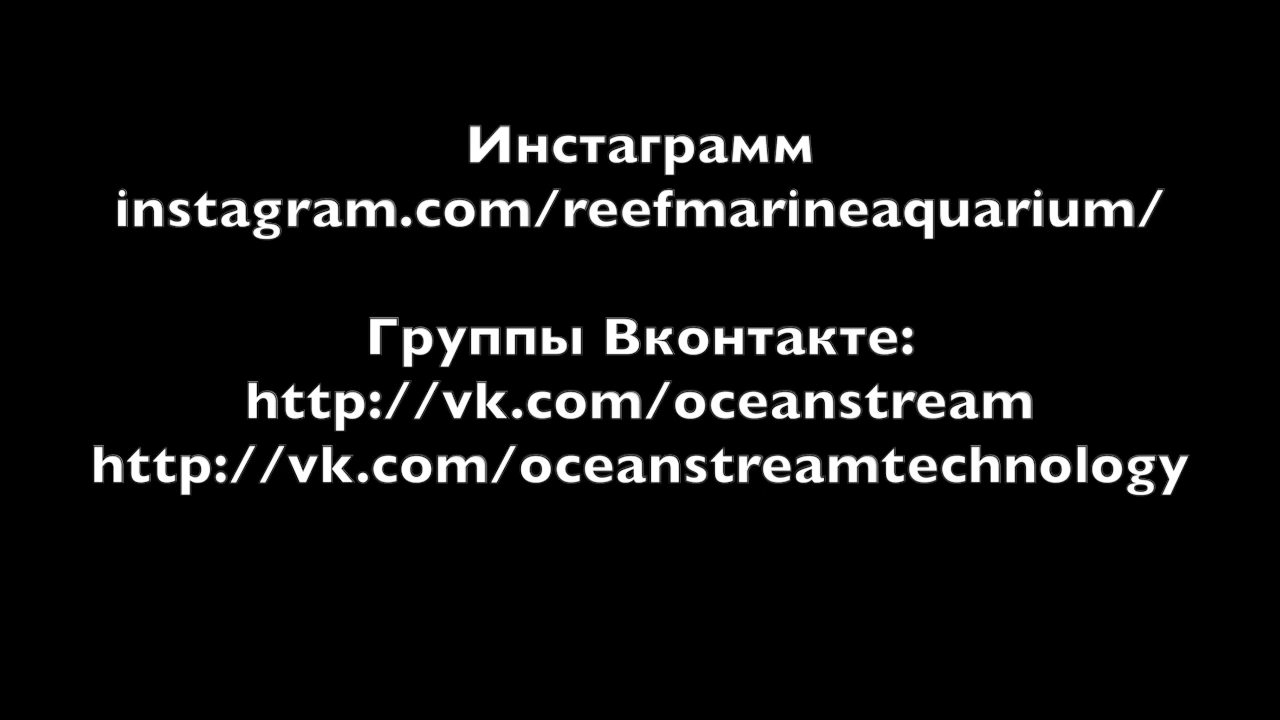 Инстаграмм
instagram.com/reefmarineaquarium/
Группы Вконтакте:
http://vk.com/oceanstream
http://vk.com/oceanstreamtechnology